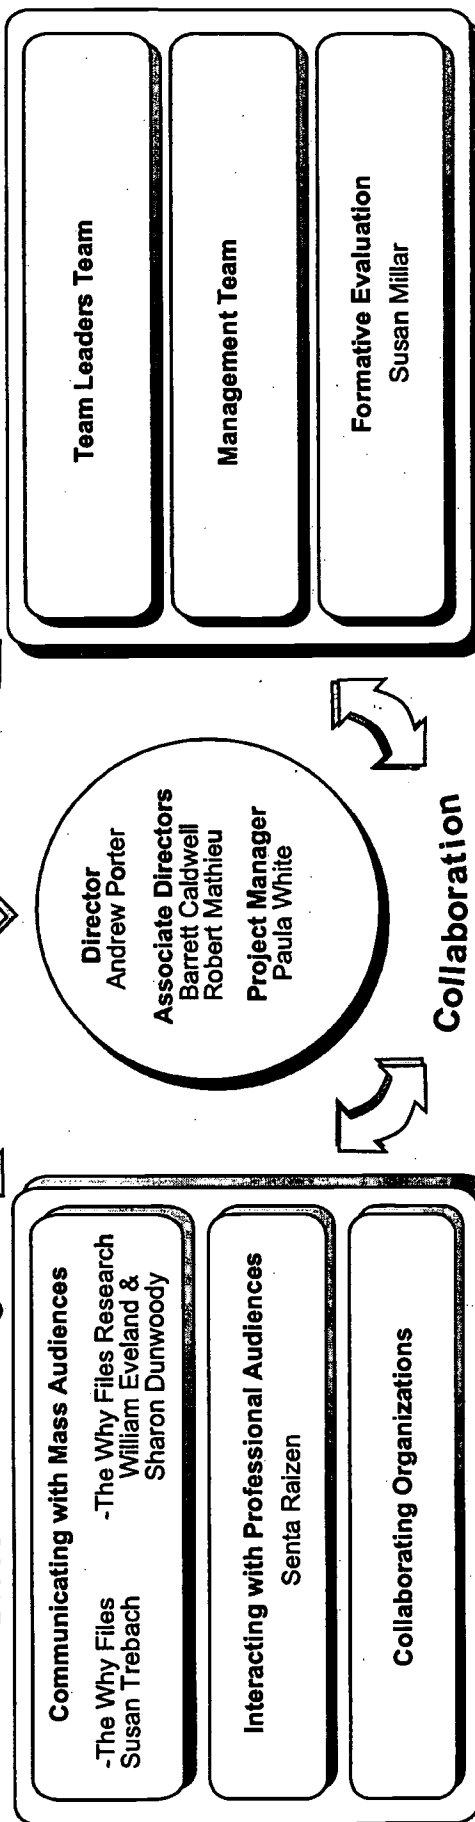 Communicating with Mass Audiences
-The Why Files
Susan Trebach
-The Why Files Research
William Eveland &
Sharon Dunwoody
Interacting with Professional Audiences
Senta Raizen
Collaborating Organizations
Director
Andrew Porter
Associate Directors
Barrett Caldwell
Robert Mathieu
Project Manager
Paula White
Collaboration
Team Leaders Team
Management Team
Formative Evaluation
Susan Millar